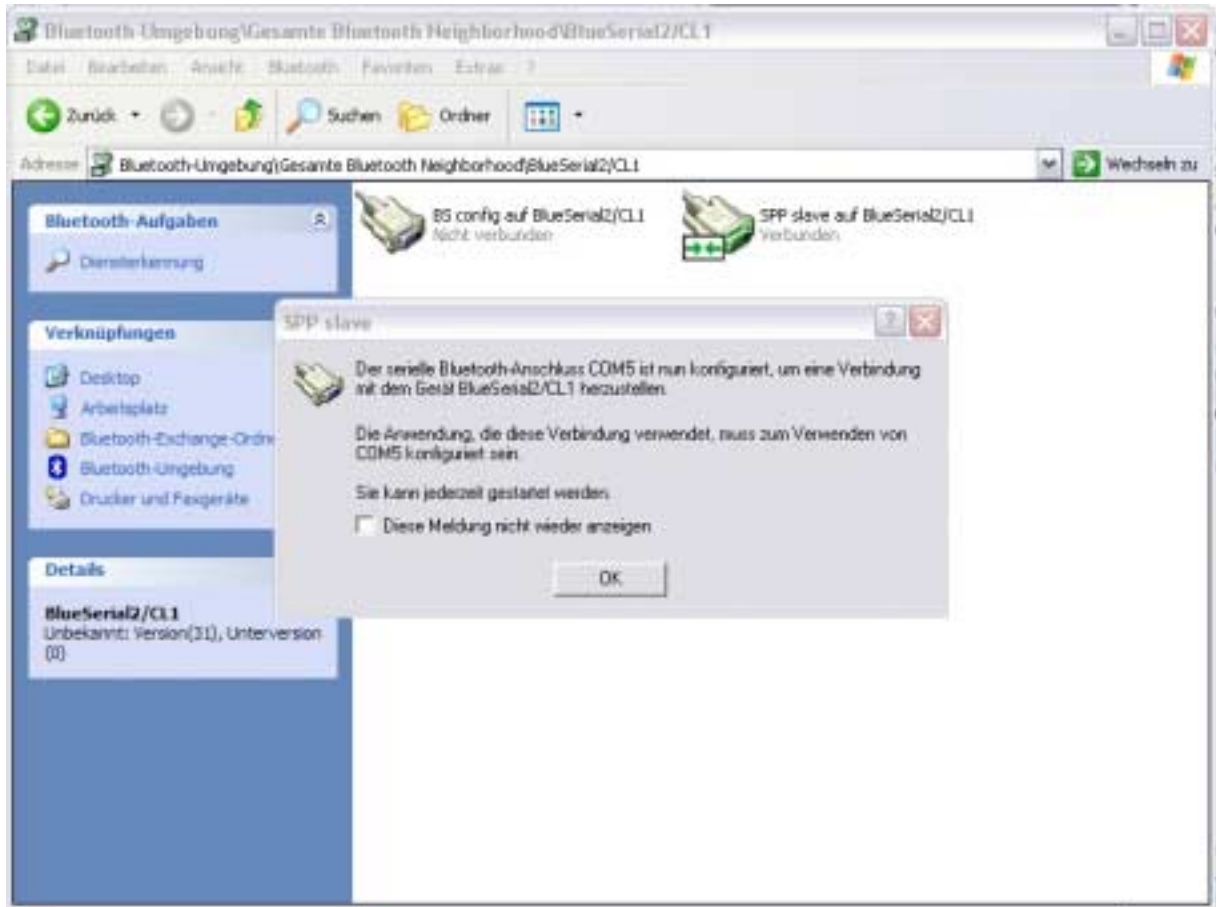 Bluetooth-Umgebung\Gesamte Bluetooth Neighborhood\BlueSerial2/CL1
Datei Bearbeiten Ansicht Bluetooth Favoriten Extras ?
Zurück Suchen Ordner
Adresse Bluetooth-Umgebung\Gesamte Bluetooth Neighborhood\BlueSerial2/CL1 Wechseln zu
Bluetooth-Aufgaben
Diensterkennung
Verknüpfungen
Desktop
Arbeitsplatz
Bluetooth-Exchange-Ordn
Bluetooth-Umgebung
Drucker und Faxgeräte
Details
BlueSerial2/CL1
Unbekannt: Version(31), Unterversion
(0)
BS config auf BlueSerial2/CL1
Nicht verbunden
SPP slave auf BlueSerial2/CL1
Verbunden
SPP slave
Der serielle Bluetooth-Anschluss COM5 ist nun konfiguriert, um eine Verbindung
mit dem Gerät BlueSerial2/CL1 herzustellen.
Die Anwendung, die diese Verbindung verwendet, muss zum Verwenden von
COM5 konfiguriert sein.
Sie kann jederzeit gestartet werden.
Diese Meldung nicht wieder anzeigen
OK